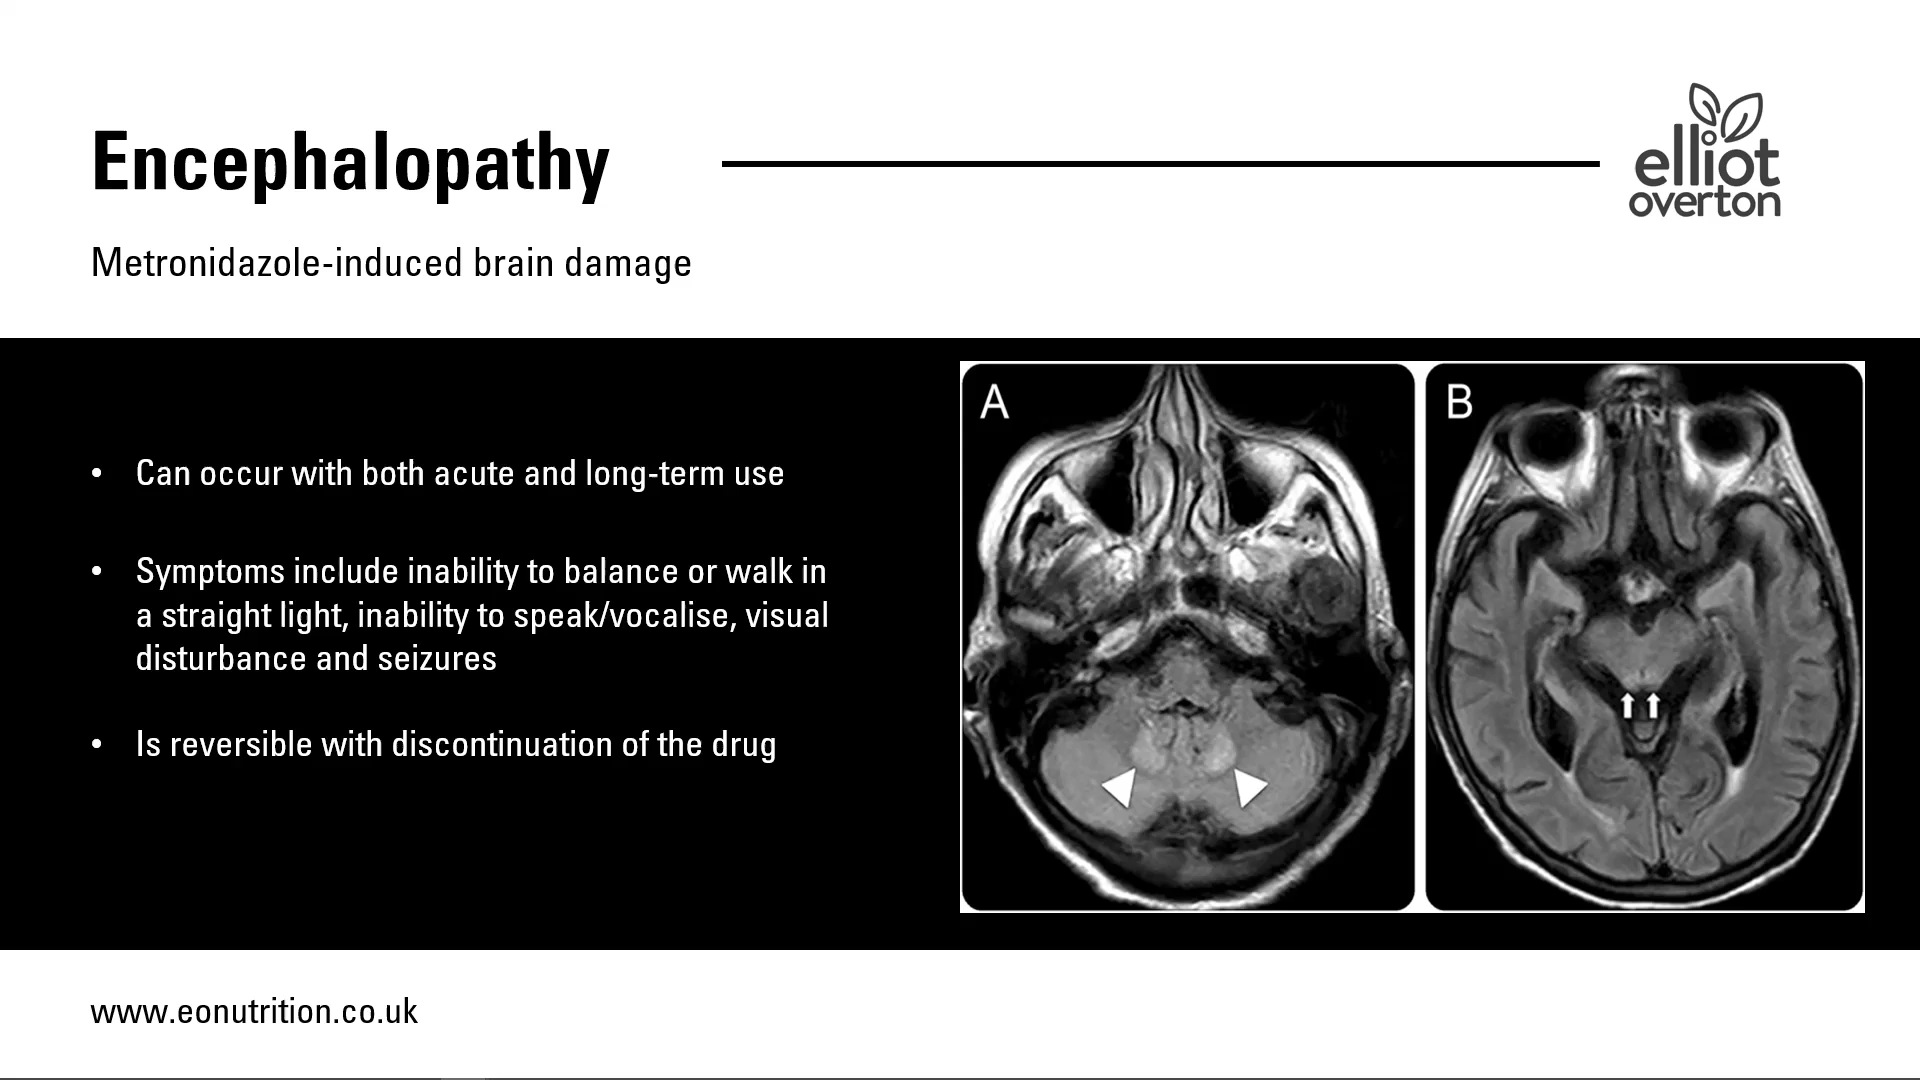 Encephalopathy
elliot
overton
Metronidazole-induced brain damage
• Can occur with both acute and long-term use
• Symptoms include inability to balance or walk in
a straight light, inability to speak/vocalise, visual
disturbance and seizures
• Is reversible with discontinuation of the drug
A
B
www.eonutrition.co.uk